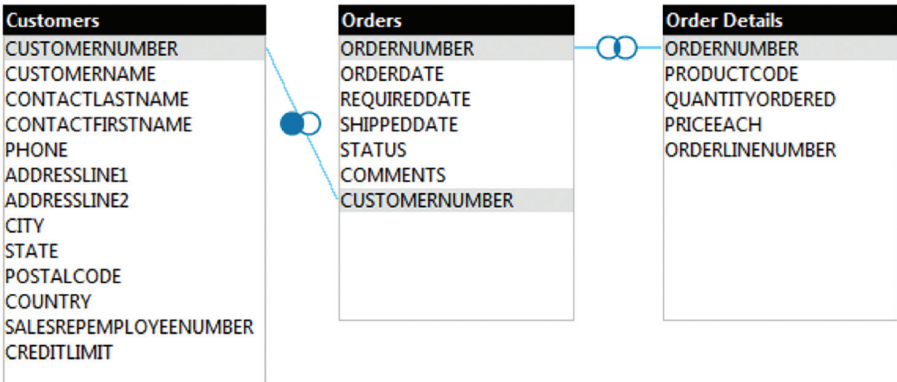 Customers
CUSTOMERNUMBER
CUSTOMERNAME
CONTACTLASTNAME
CONTACTFIRSTNAME
PHONE
ADDRESSLINE1
ADDRESSLINE2
CITY
STATE
POSTALCODE
COUNTRY
SALESREPEMPLOYEENUMBER
CREDITLIMIT
Orders
ORDERNUMBER
ORDERDATE
REQUIREDDATE
SHIPPEDDATE
STATUS
COMMENTS
CUSTOMERNUMBER
Order Details
ORDERNUMBER
PRODUCTCODE
QUANTITYORDERED
PRICEEACH
ORDERLINENUMBER